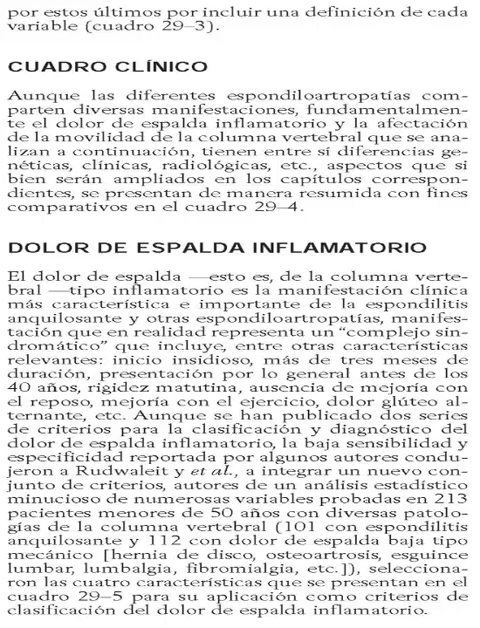 por estos últimos por incluir una definición de cada
variable (cuadro 29–3).
CUADRO CLÍNICO
Aunque las diferentes espondiloartropatías com-
parten diversas manifestaciones, fundamentalmen-
te el dolor de espalda inflamatorio y la afectación
de la movilidad de la columna vertebral que se ana-
lizan a continuación, tienen entre sí diferencias ge-
néticas, clínicas, radiológicas, etc., aspectos que si
bien serán ampliados en los capítulos correspon-
dientes, se presentan de manera resumida con fines
comparativos en el cuadro 29–4.
DOLOR DE ESPALDA INFLAMATORIO
El dolor de espalda —esto es, de la columna verte-
bral —tipo inflamatorio es la manifestación clínica
más característica e importante de la espondilitis
anquilosante y otras espondiloartropatías, manifes-
tación que en realidad representa un “complejo sin-
dromático” que incluye, entre otras características
relevantes: inicio insidioso, más de tres meses de
duración, presentación por lo general antes de los
40 años, rigidez matutina, ausencia de mejoría con
el reposo, mejoría con el ejercicio, dolor glúteo al-
ternante, etc. Aunque se han publicado dos series
de criterios para la clasificación y diagnóstico del
dolor de espalda inflamatorio, la baja sensibilidad y
especificidad reportada por algunos autores condu-
jeron a Rudwaleit y et al., a integrar un nuevo con-
junto de criterios, autores de un análisis estadístico
minucioso de numerosas variables probadas en 213
pacientes menores de 50 años con diversas patolo-
gías de la columna vertebral (101 con espondilitis
anquilosante y 112 con dolor de espalda baja tipo
mecánico [hernia de disco, osteoartrosis, esguince
lumbar, lumbalgia, fibromialgia, etc.]), selecciona-
ron las cuatro características que se presentan en el
cuadro 29–5 para su aplicación como criterios de
clasificación del dolor de espalda inflamatorio.